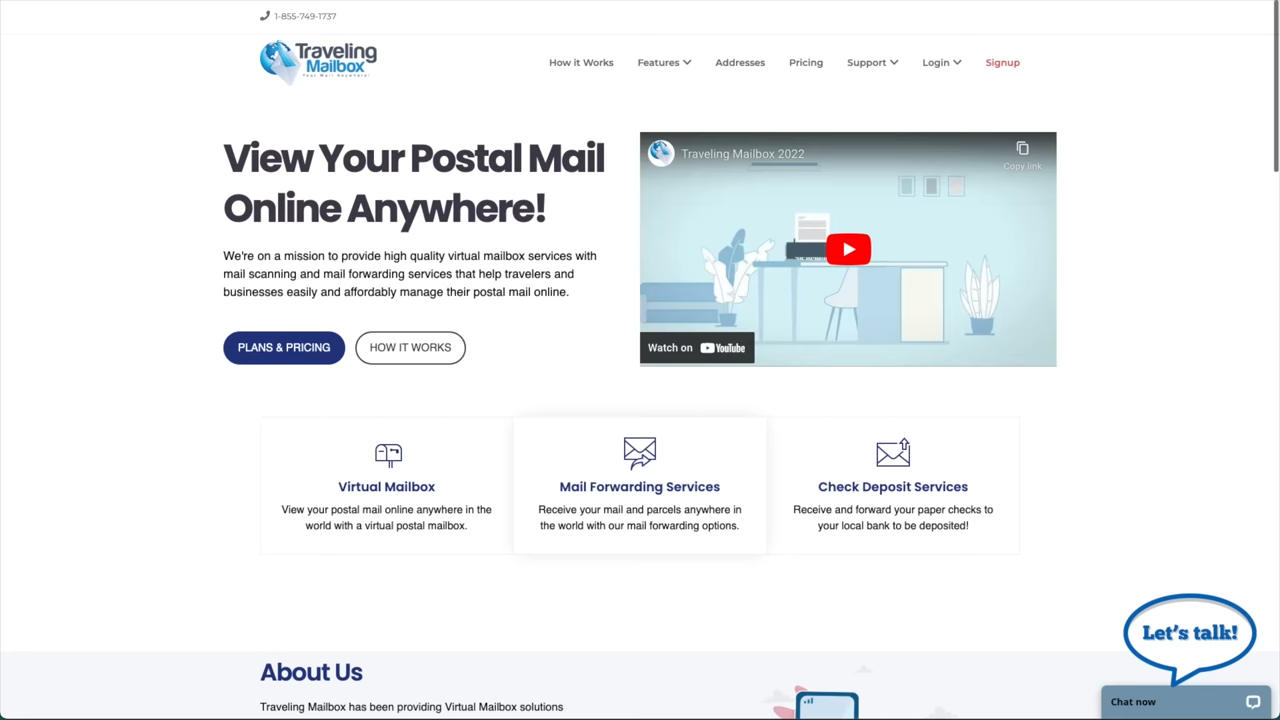 1-855-749-1737
Traveling
Mailbox
Your Mail Anywhere!
How it Works
Features
Addresses
Pricing
Support
Login
Signup
View Your Postal Mail
Online Anywhere!
We're on a mission to provide high quality virtual mailbox services with
mail scanning and mail forwarding services that help travelers and
businesses easily and affordably manage their postal mail online.
PLANS & PRICING
HOW IT WORKS
Traveling Mailbox 2022
Copy link
Watch on YouTube
Virtual Mailbox
View your postal mail online anywhere in the
world with a virtual postal mailbox.
Mail Forwarding Services
Receive your mail and parcels anywhere in
the world with our mail forwarding options.
Check Deposit Services
Receive and forward your paper checks to
your local bank to be deposited!
Let's talk!
Chat now
About Us
Traveling Mailbox has been providing Virtual Mailbox solutions